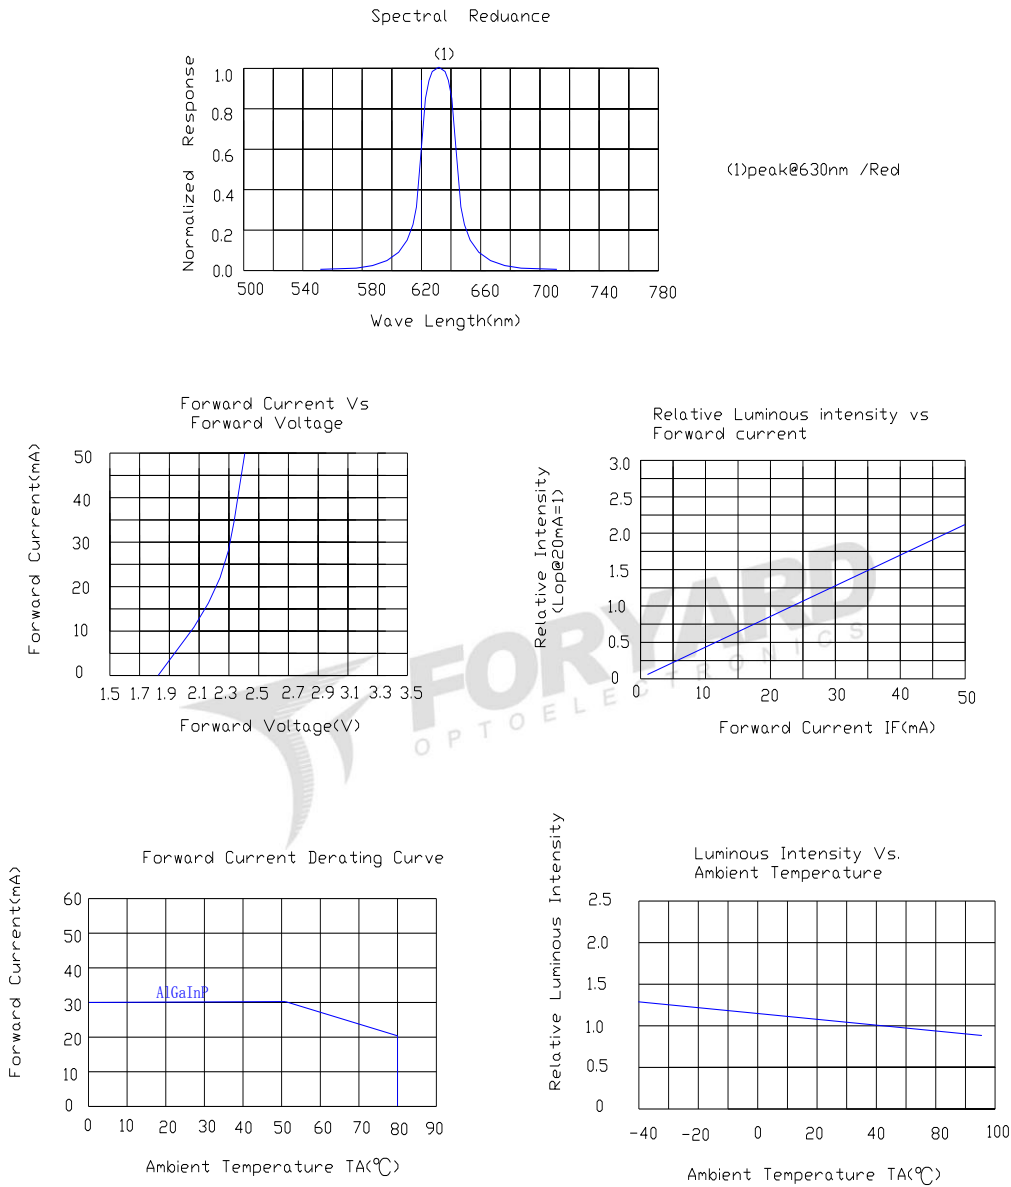 Spectral Reduance
(1)
Normalized Response
1.0
0.8
0.6
0.4
0.2
0.0
500 540 580 620 660 700 740 780
Wave Length(nm)
(1)peak@630nm /Red
Forward Current Vs
Forward Voltage
Forward Current(mA)
50
40
30
20
10
0
1.5 1.7 1.9 2.1 2.3 2.5 2.7 2.9 3.1 3.3 3.5
Forward Voltage(V)
Relative Luminous intensity vs
Forward current
Relative Intensity
(Lop@20mA=1)
3.0
2.5
2.0
1.5
1.0
0.5
0
0 10 20 30 40 50
Forward Current IF(mA)
FORYARD
OPTOELECTRONICS
Forward Current Derating Curve
Forward Current(mA)
60
50
40
30
20
10
0
AlGaInP
0 10 20 30 40 50 60 70 80 90
Ambient Temperature TA(℃)
Luminous Intensity Vs.
Ambient Temperature
Relative Luminous Intensity
2.5
2.0
1.5
1.0
0.5
0
-40 -20 0 20 40 80 100
Ambient Temperature TA(℃)